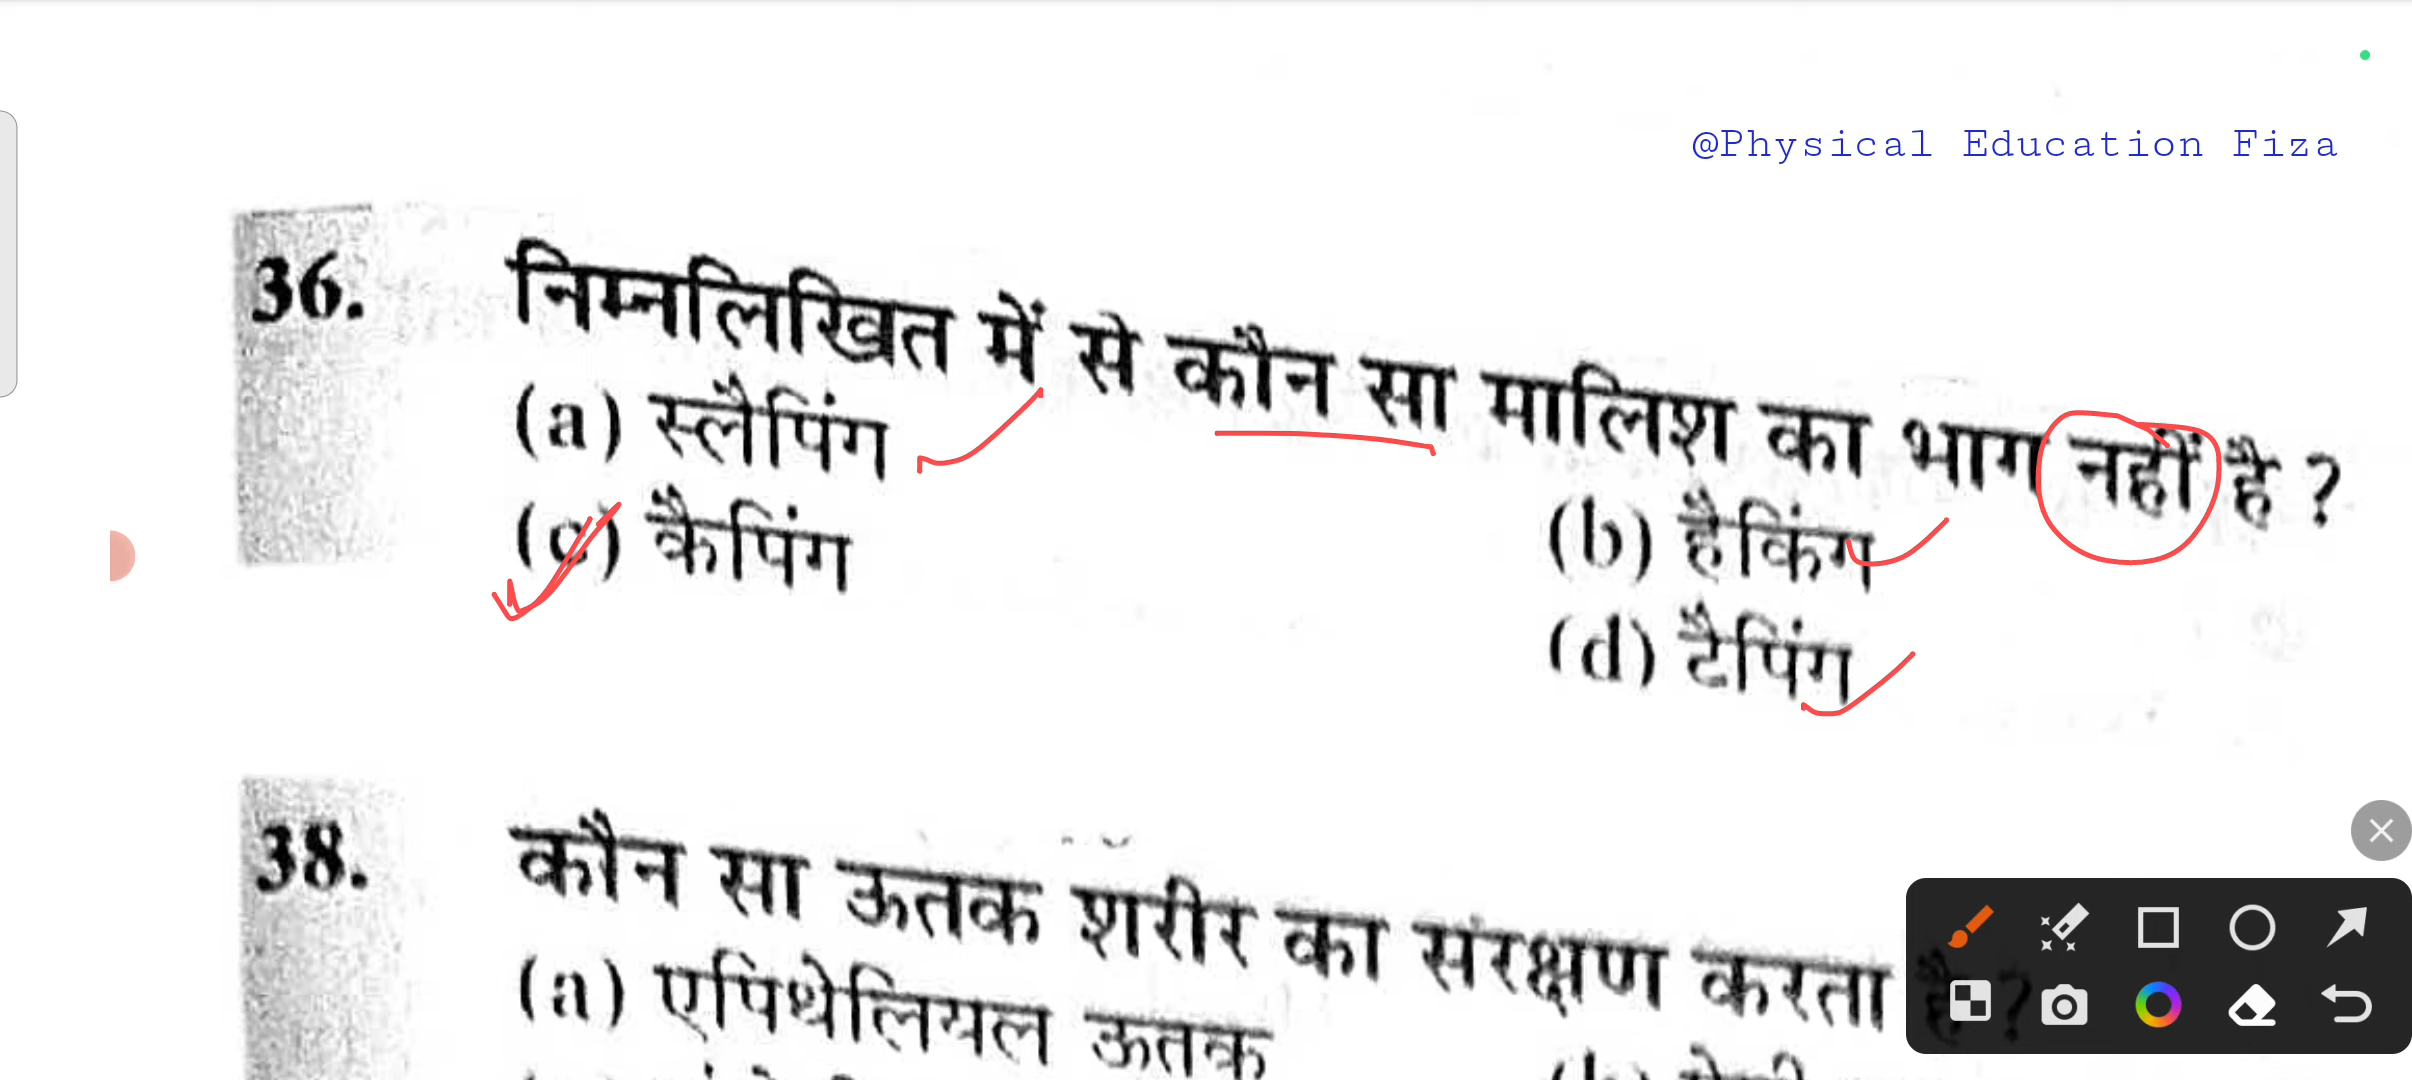 @Physical Education Fiza
36. निम्नलिखित में से कौन सा मालिश का भाग नहीं है ?
(a) स्लैपिंग
(b) हैकिंग
(c) कैपिंग
(d) टैपिंग
38. कौन सा ऊतक शरीर का संरक्षण करता है ?
(a) एपिथेलियल ऊतक